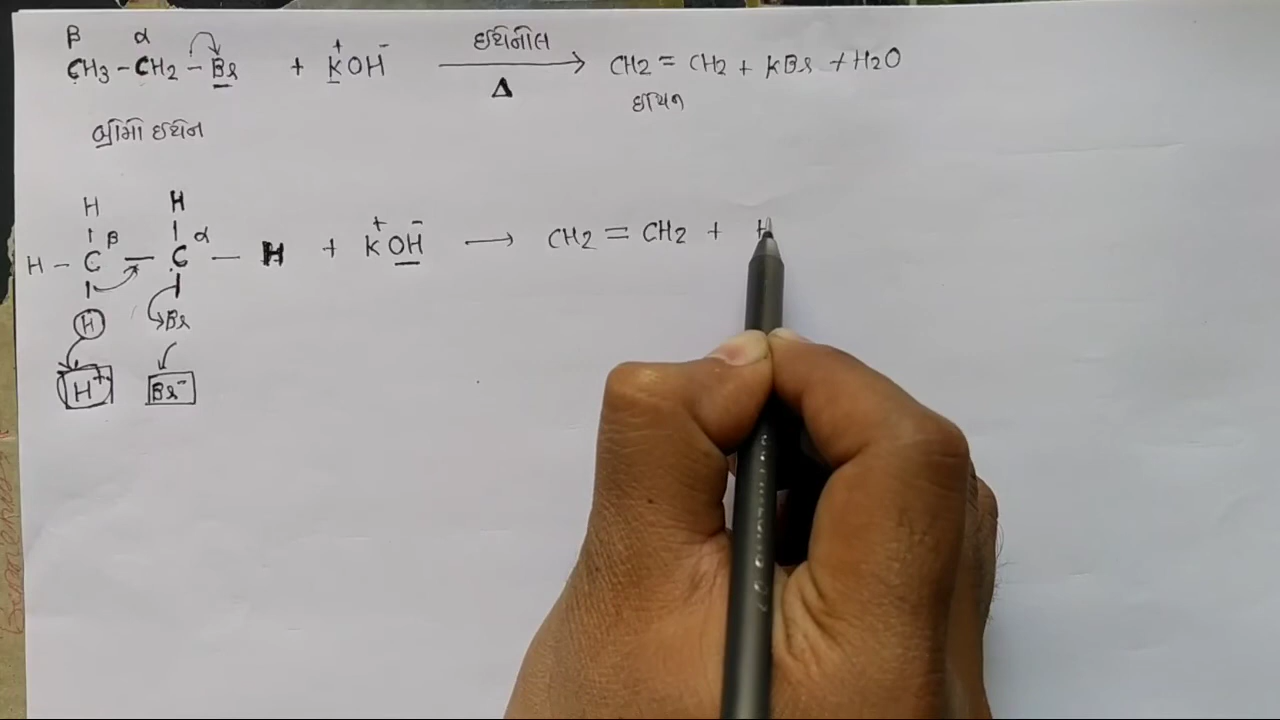 β α ઇથેનોલ
CH3 – CH2 – Br + K+OH– ⟶ CH2 = CH2 + KBr + H2O
Δ ઇથિન
બ્રોમો ઇથેન
H H
β α
H – C – C – H + K+OH– ⟶ CH2 = CH2 + H
H Br
H+ Br–